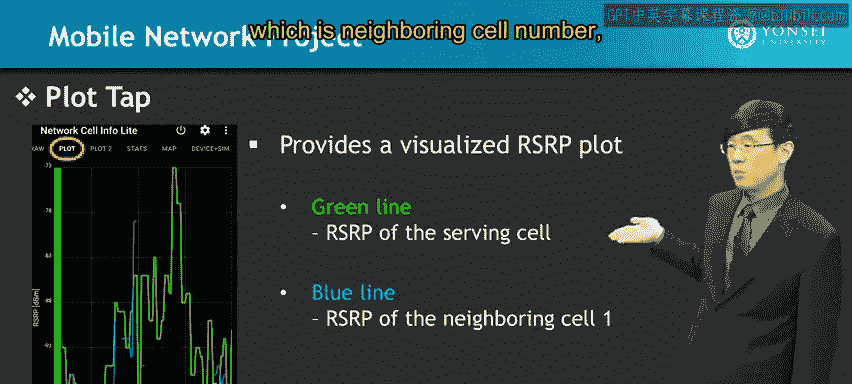 which is neighboring cell number,
Mobile Network Project
YONSEI
UNIVERSITY
Plot Tap
Network Cell Info Lite
PLOT
PLOT 2
STATS
MAP
DEVICE+SIM
RSRP [dBm]
Provides a visualized RSRP plot
Green line
- RSRP of the serving cell
Blue line
- RSRP of the neighboring cell 1